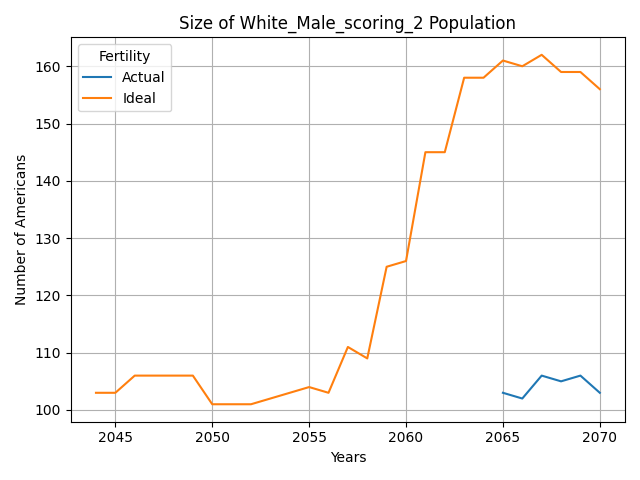 Size of White_Male_scoring_2 Population
Fertility
Actual
Ideal
Number of Americans
160
150
140
130
120
110
100
2045 2050 2055 2060 2065 2070
Years